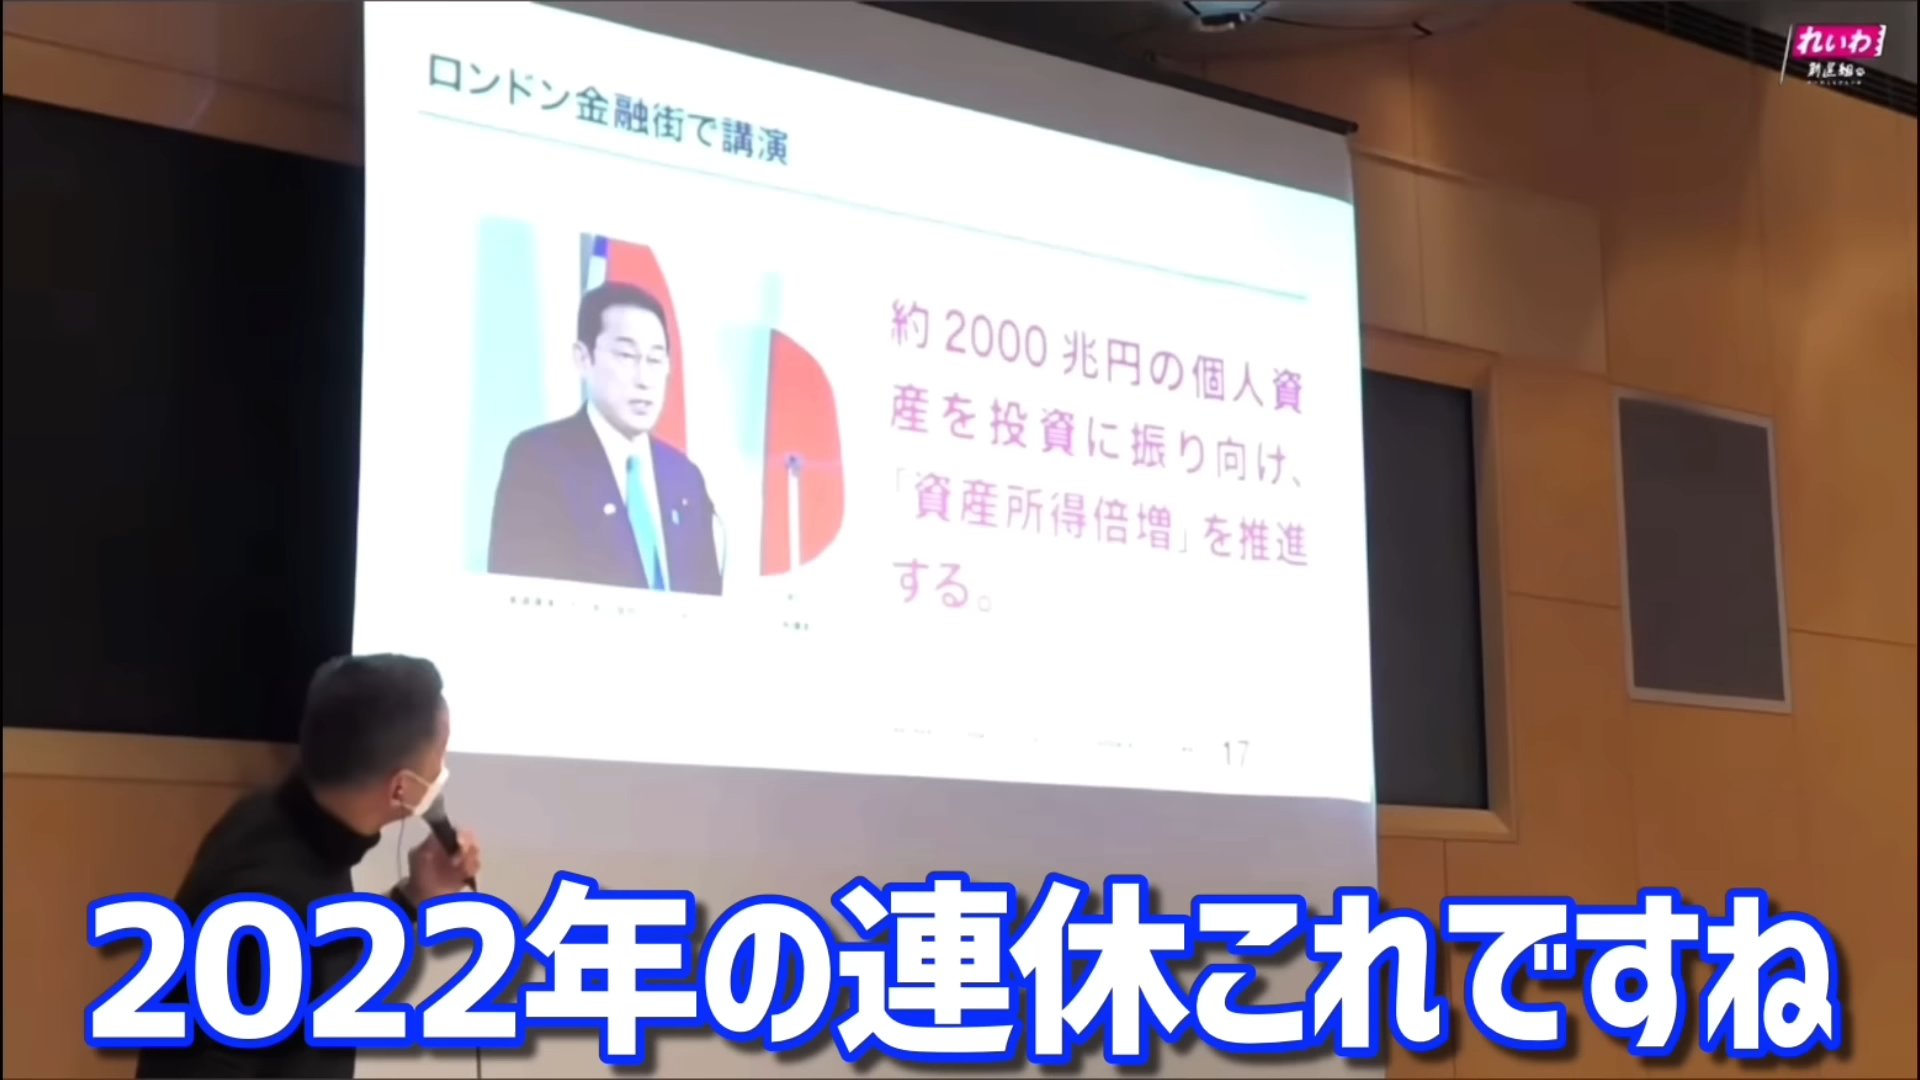 れいわ
新選組
ロンドン金融街で講演
約2000兆円の個人資
産を投資に振り向け、
「資産所得倍増」を推進
する。
17
2022年の連休これですね